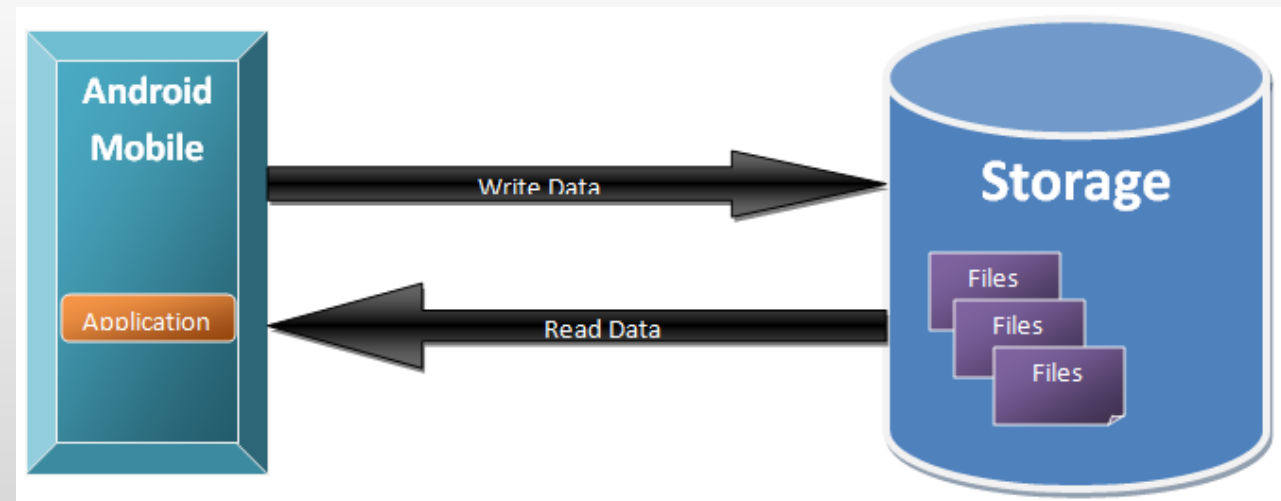 Android
Mobile
Application
Write Data
Read Data
Storage
Files
Files
Files